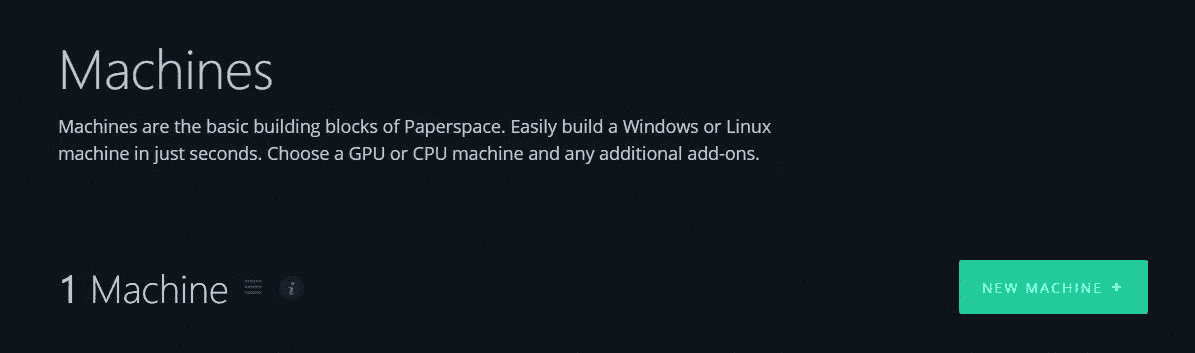 Machines
Machines are the basic building blocks of Paperspace. Easily build a Windows or Linux
machine in just seconds. Choose a GPU or CPU machine and any additional add-ons.
1 Machine i
NEW MACHINE +